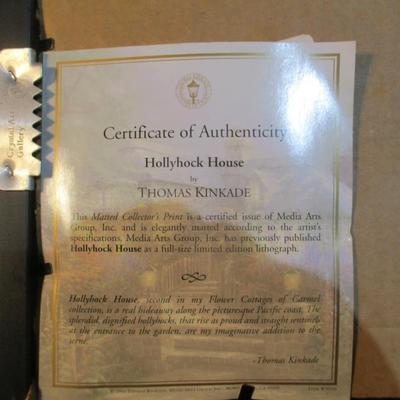 Crystal Art
Gallery
Certificate of Authenticity
Hollyhock House
by
THOMAS KINKADE
This Matted Collector's Print is a certified issue of Media Arts
Group, Inc. and is elegantly matted according to the artist's
specifications. Media Arts Group, Inc. has previously published
Hollyhock House as a full-size limited edition lithograph.
Hollyhock House, second in my Flower Cottages of Carmel
collection, is a real hideaway along the picturesque Pacific coast. The
splendid, dignified hollyhocks, that rise as proud and straight sentinels
at the entrance to the garden, are my imaginative addition to the
scene.
-Thomas Kinkade